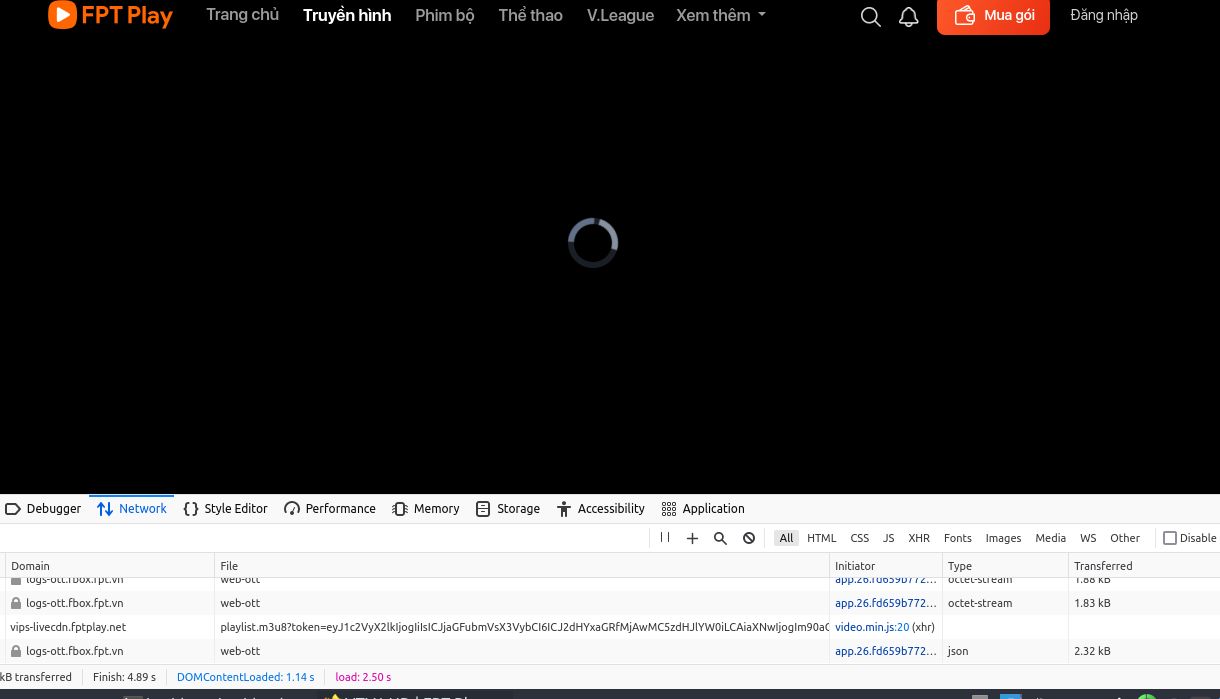 FPT Play Trang chủ Truyền hình Phim bộ Thể thao V.League Xem thêm Mua gói Đăng nhập
Debugger Network Style Editor Performance Memory Storage Accessibility Application
All HTML CSS JS XHR Fonts Images Media WS Other Disable
Domain File Initiator Type Transferred
logs-ott.fbox.fpt.vn web-ott app.26.fd659b772... octet-stream 1.88 kB
logs-ott.fbox.fpt.vn web-ott app.26.fd659b772... octet-stream 1.83 kB
vips-livecdn.fptplay.net playlist.m3u8?token= video.min.js:20 (xhr)
logs-ott.fbox.fpt.vn web-ott app.26.fd659b772... json 2.32 kB
kB transferred Finish: 4.89 s DOMContentLoaded: 1.14 s load: 2.50 s